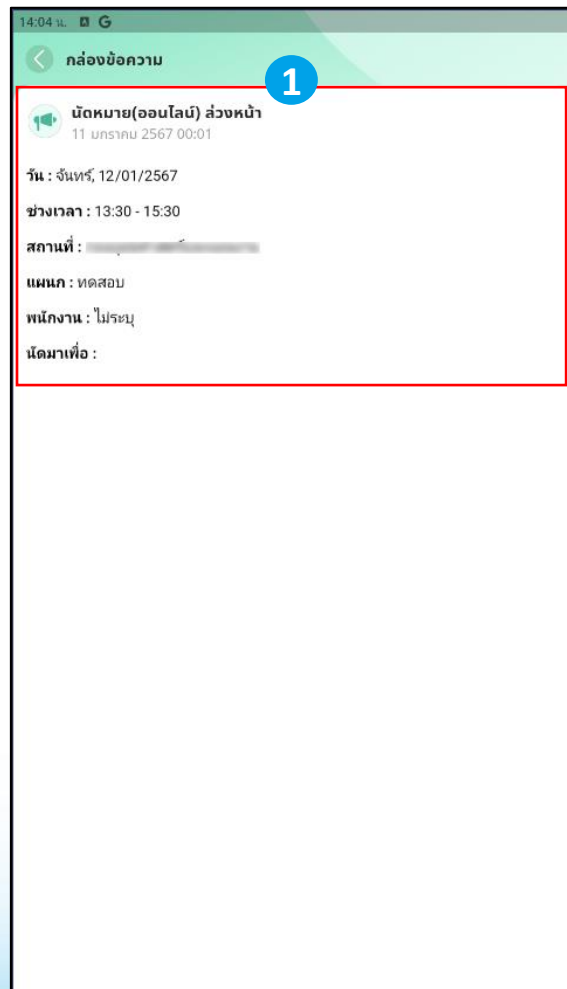 14:04 น. A G
กล่องข้อความ
1
นัดหมาย(ออนไลน์) ล่วงหน้า
11 มกราคม 2567 00:01
วัน : จันทร์, 12/01/2567
ช่วงเวลา : 13:30 - 15:30
สถานที่ :
แผนก : ทดสอบ
พนักงาน : ไม่ระบุ
นัดมาเพื่อ :